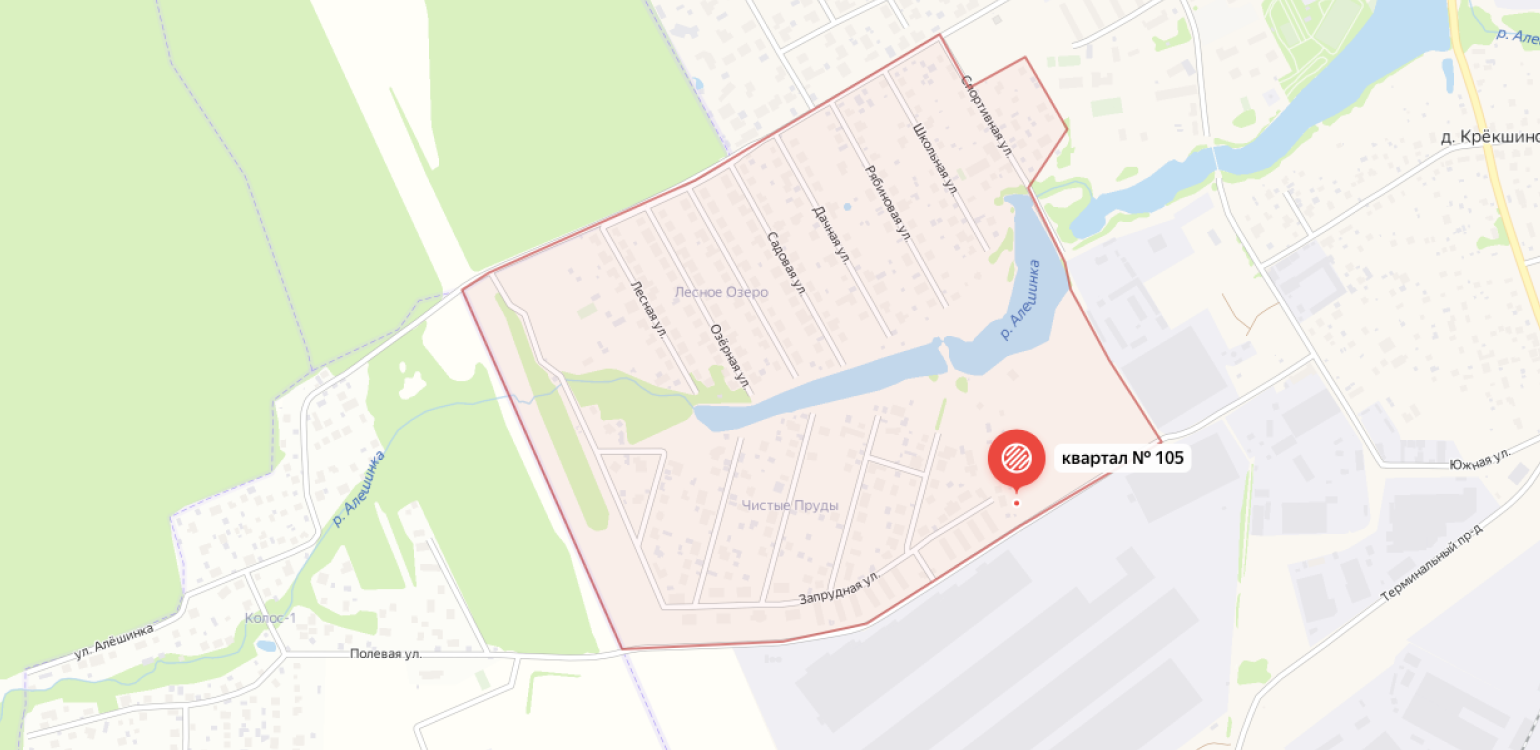 р. Але
д. Крёкшино
Спортивная ул.
Школьная ул.
Рябиновая ул.
Дачная ул.
Садовая ул.
Лесное Озеро
Лесная ул.
Озёрная ул.
р. Алешинка
р. Алешинка
квартал № 105
Южная ул.
Чистые Пруды
Запрудная ул.
Терминальный пр-д
Колос-1
ул. Алёшинка
Полевая ул.